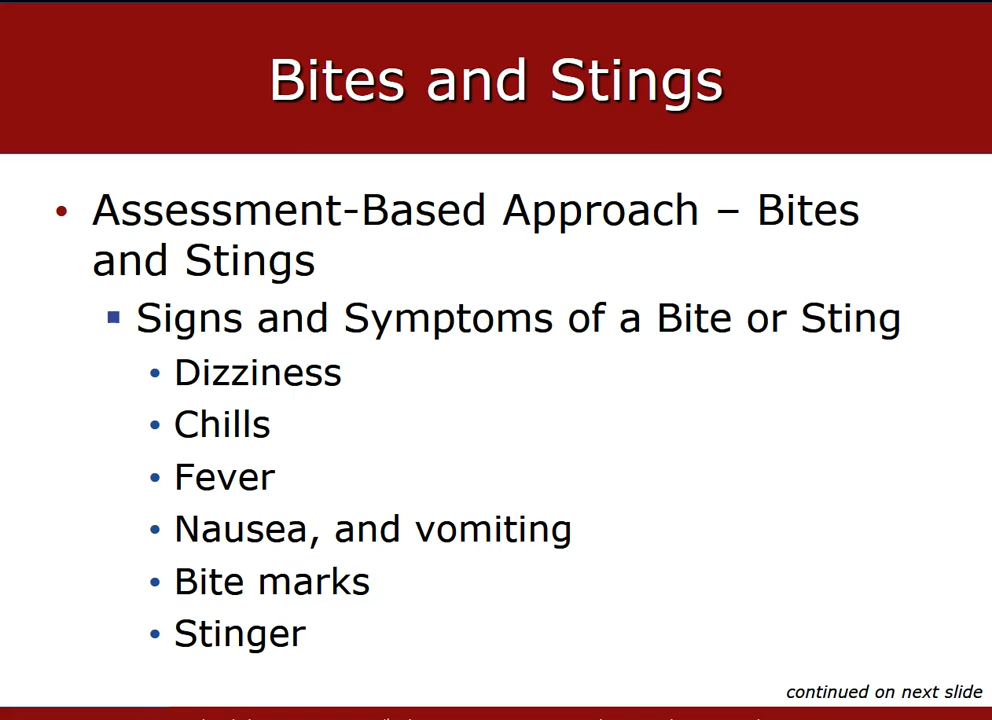 Bites and Stings
• Assessment-Based Approach – Bites
and Stings
▪ Signs and Symptoms of a Bite or Sting
• Dizziness
• Chills
• Fever
• Nausea, and vomiting
• Bite marks
• Stinger
continued on next slide